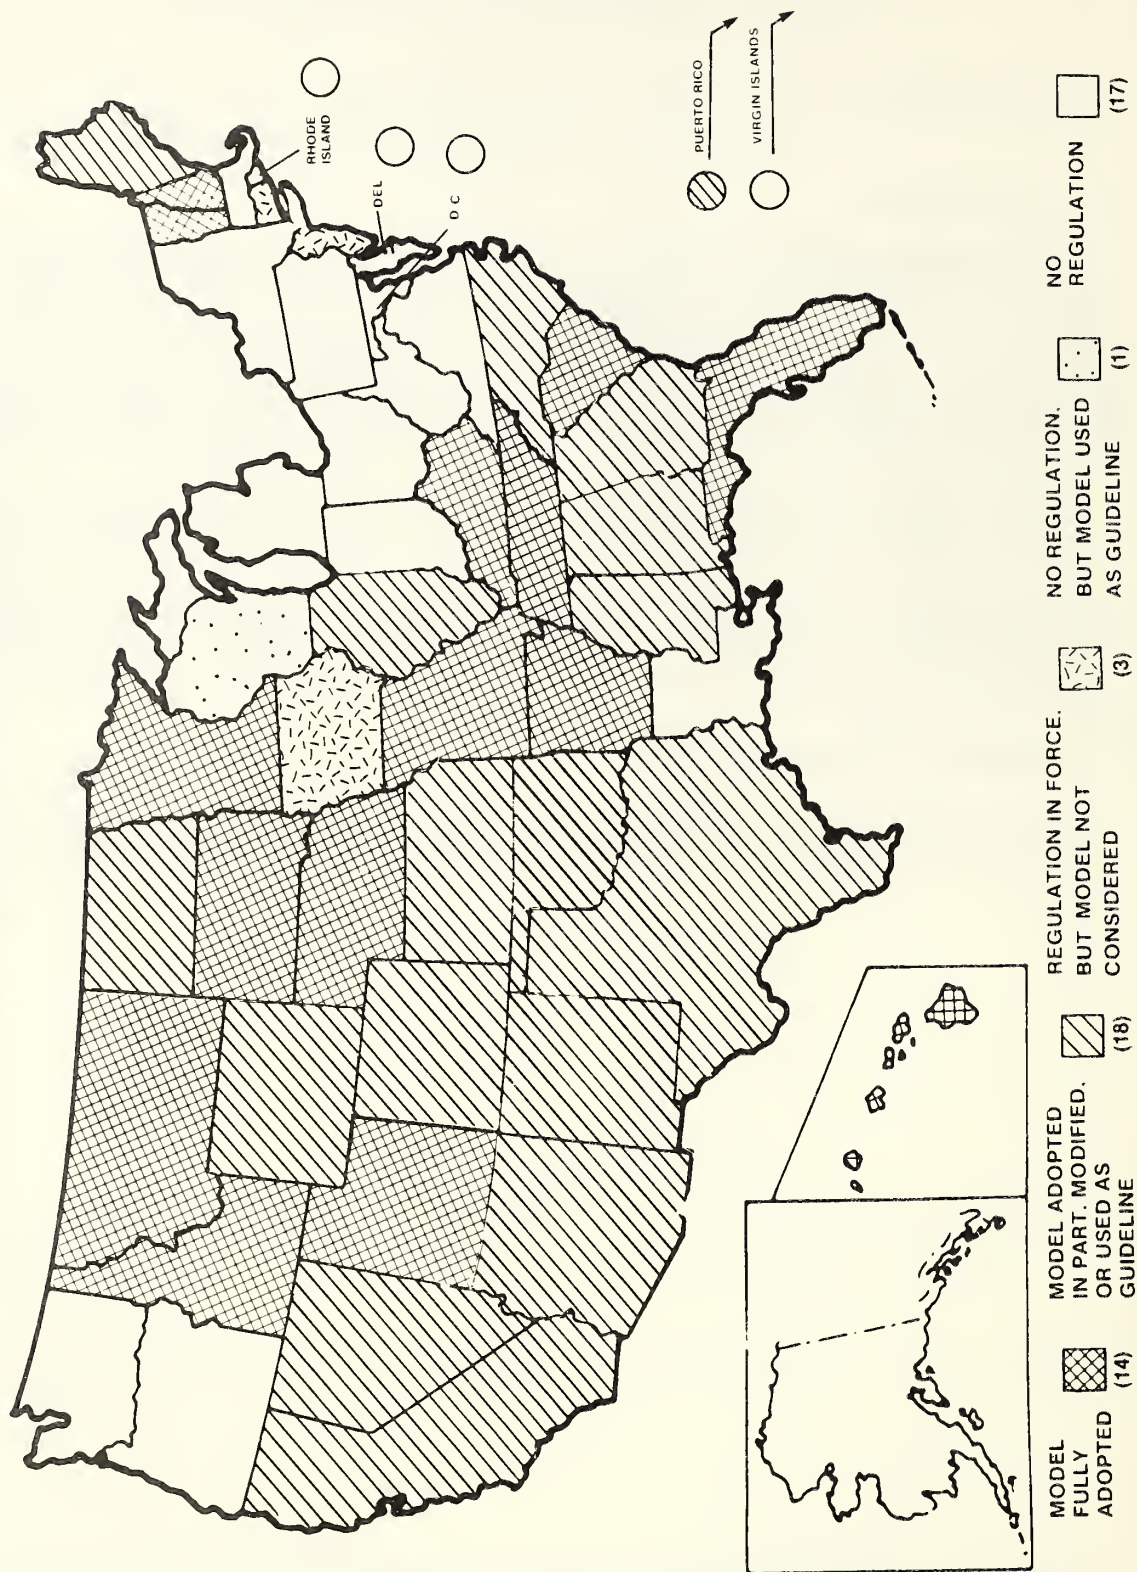 RHODE
ISLAND
DEL
D C
PUERTO RICO
VIRGIN ISLANDS
MODEL
FULLY
ADOPTED
(14)
MODEL ADOPTED
IN PART. MODIFIED.
OR USED AS
GUIDELINE
(18)
REGULATION IN FORCE.
BUT MODEL NOT
CONSIDERED
(3)
NO REGULATION.
BUT MODEL USED
AS GUIDELINE
(1)
NO
REGULATION
(17)